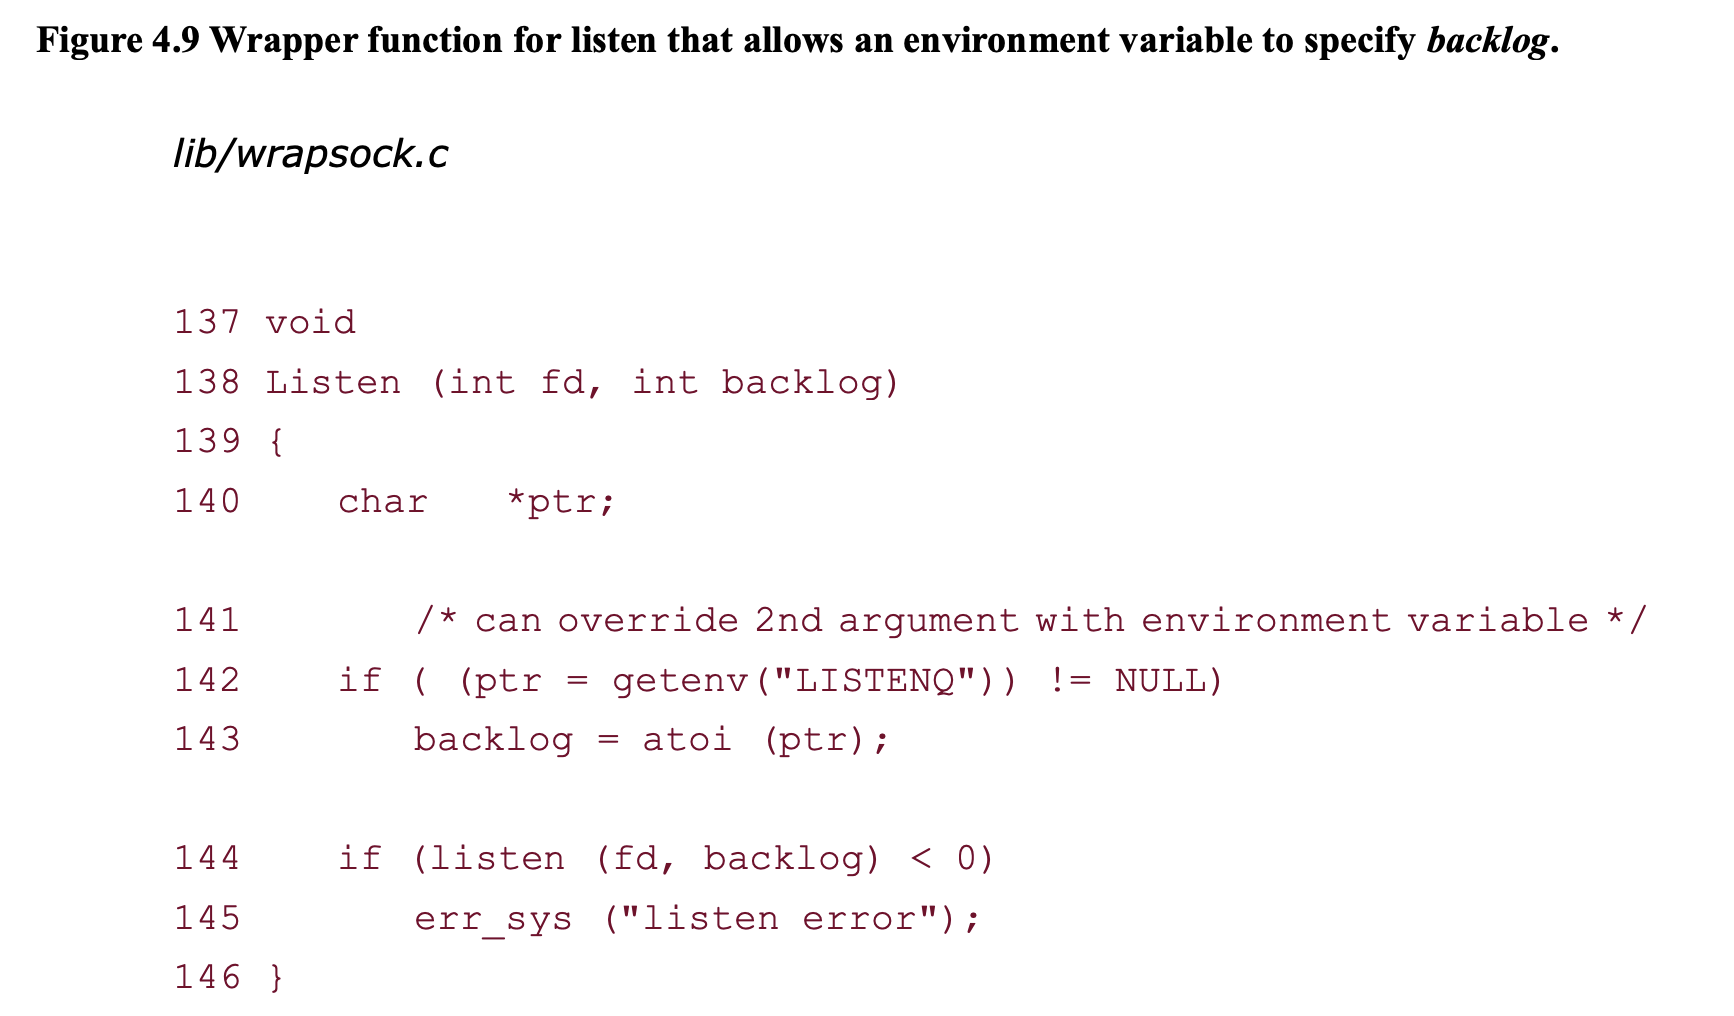 Figure 4.9 Wrapper function for listen that allows an environment variable to specify backlog.
lib/wrapsock.c
137 void
138 Listen (int fd, int backlog)
139 {
140    char   *ptr;
141        /* can override 2nd argument with environment variable */
142    if ( (ptr = getenv("LISTENQ")) != NULL)
143        backlog = atoi (ptr);
144    if (listen (fd, backlog) < 0)
145        err_sys ("listen error");
146 }